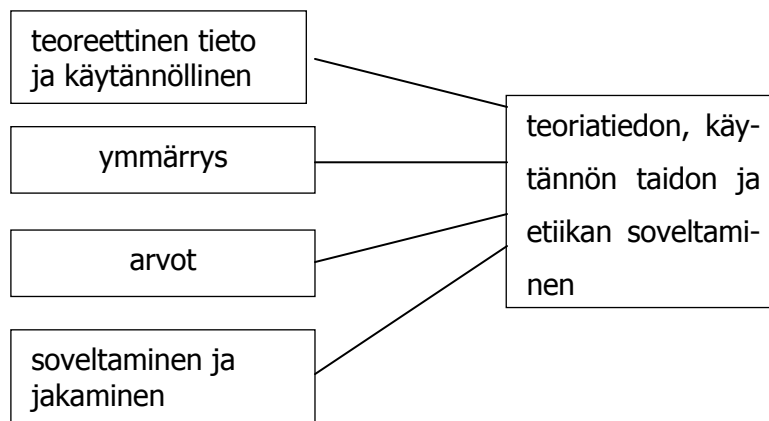 teoreettinen tieto
ja käytännöllinen
ymmärrys
arvot
soveltaminen ja
jakaminen
teoriatiedon, käy-
tännön taidon ja
etiikan soveltami-
nen